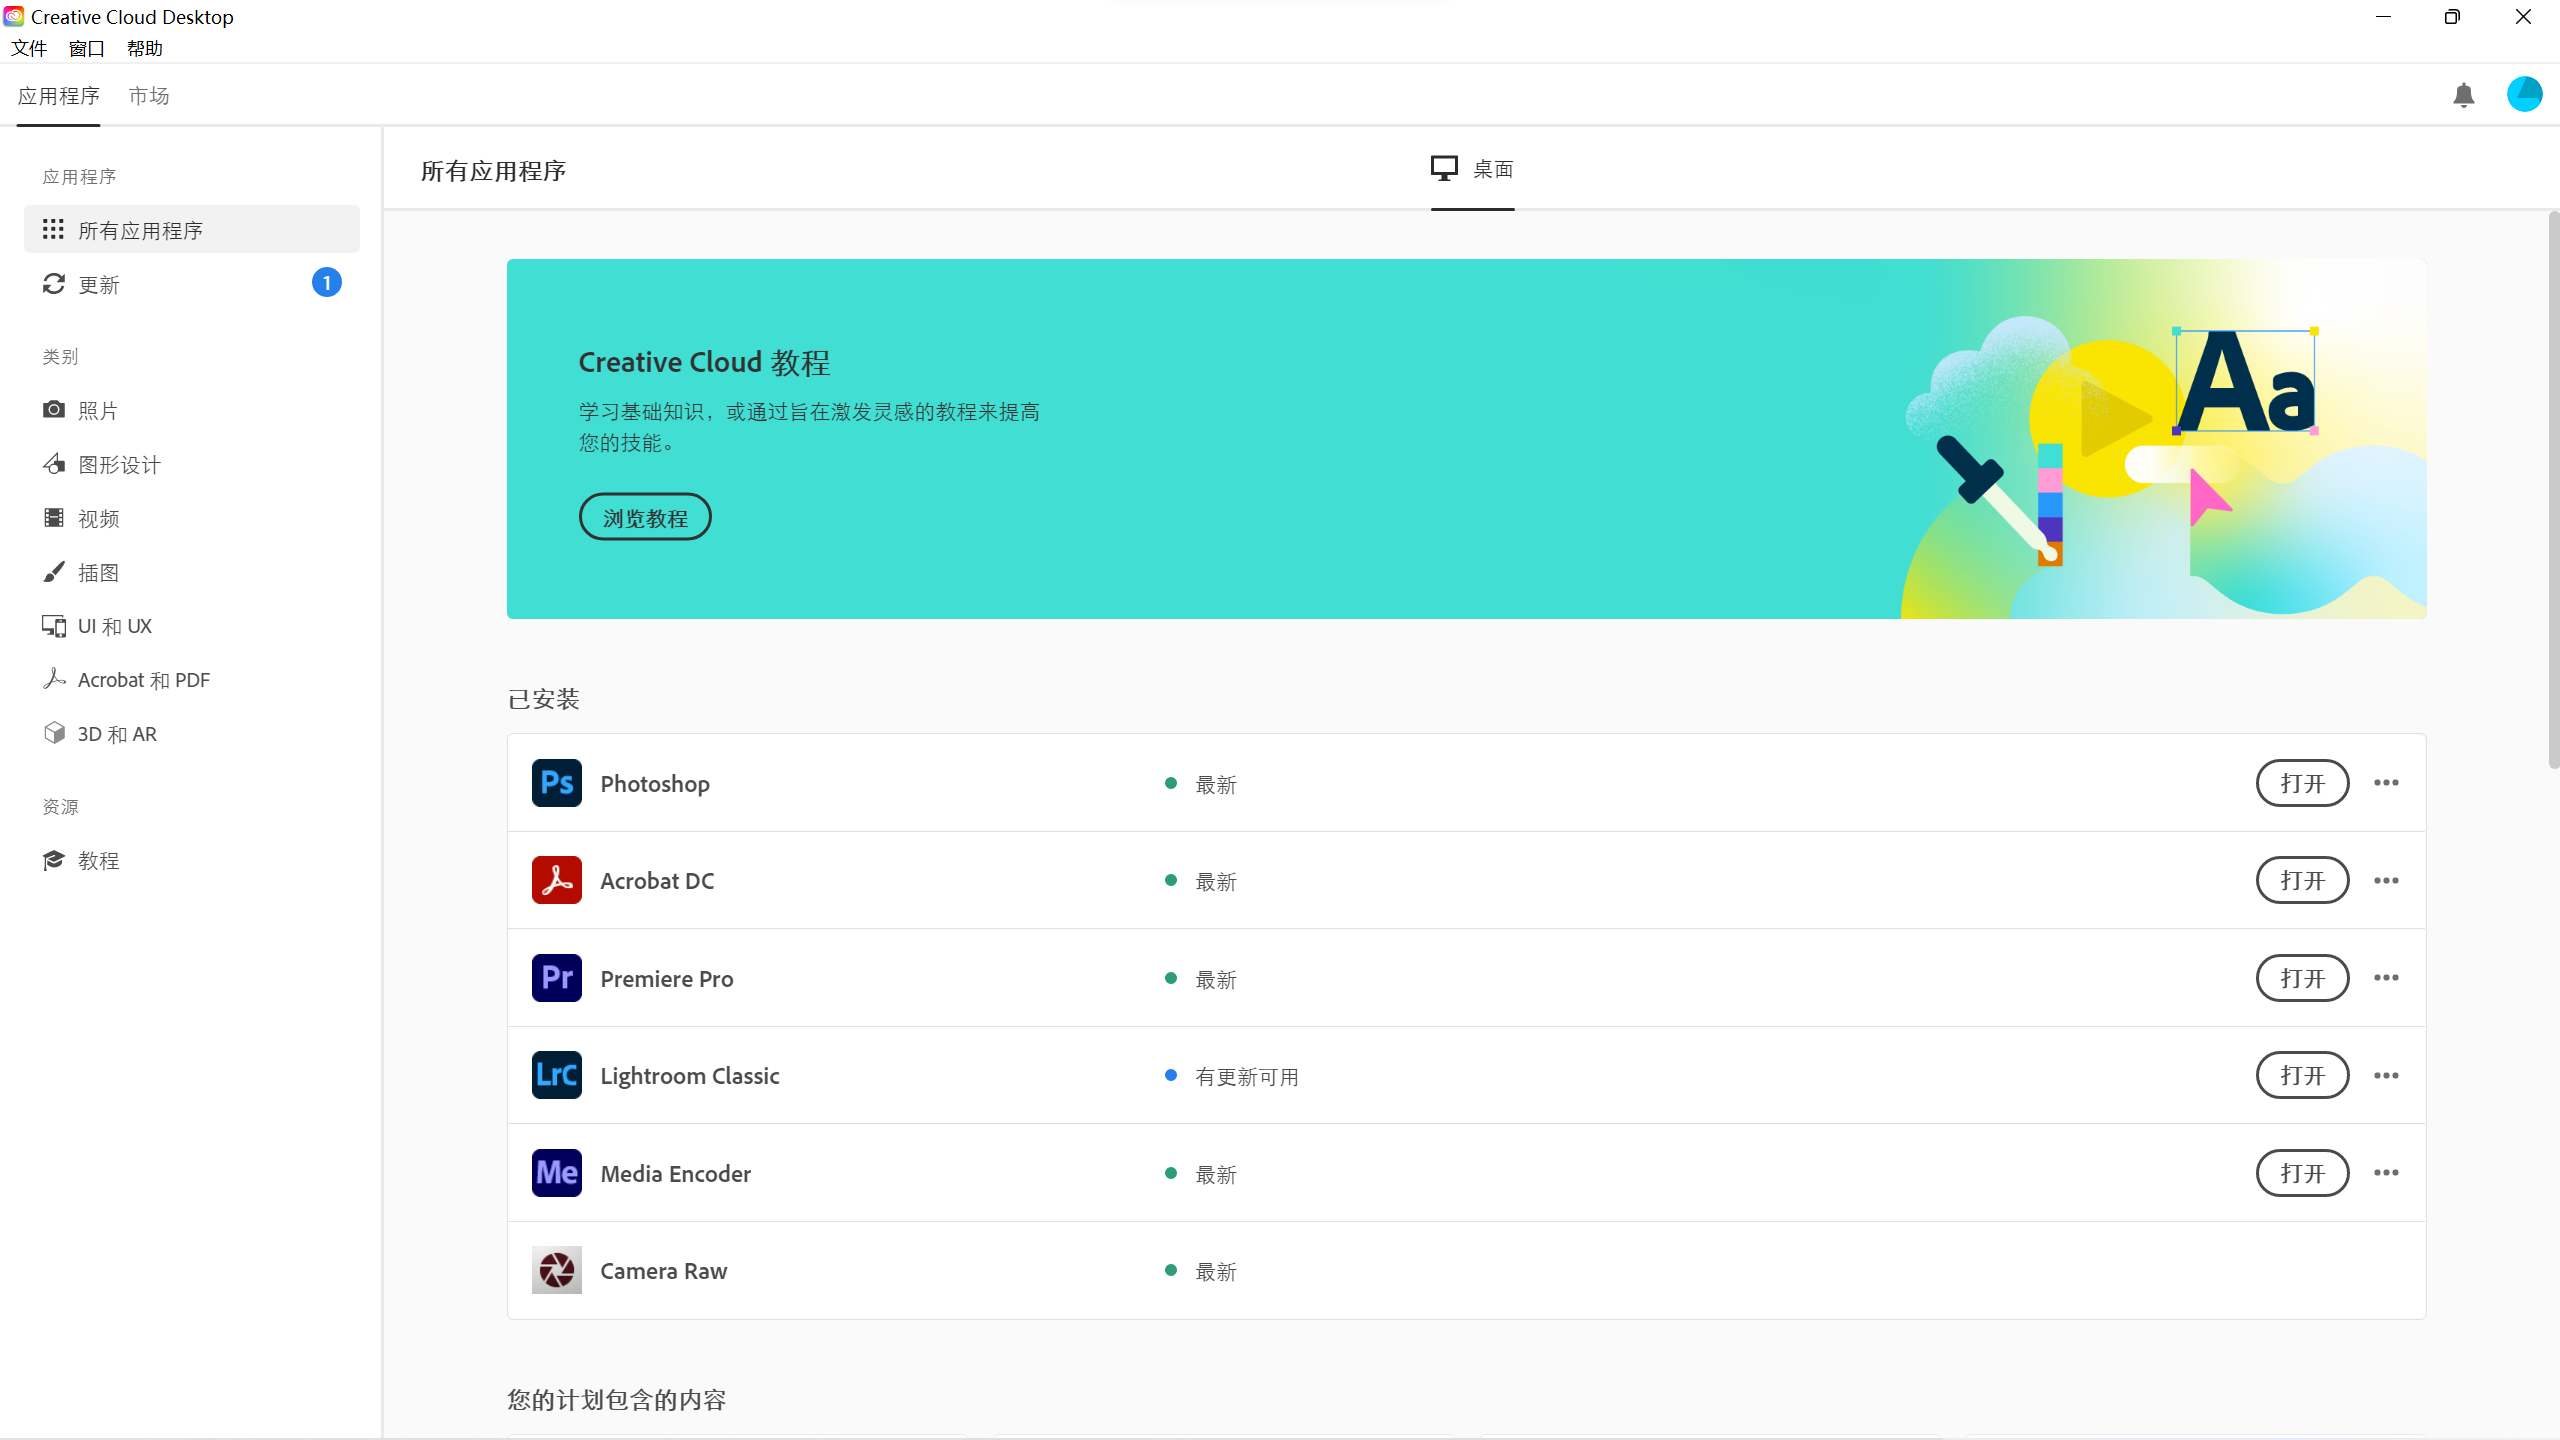 Creative Cloud Desktop
文件 窗口 帮助
应用程序 市场
应用程序
所有应用程序
更新 1
类别
照片
图形设计
视频
插图
UI 和 UX
Acrobat 和 PDF
3D 和 AR
资源
教程
所有应用程序
桌面
Creative Cloud 教程
学习基础知识，或通过旨在激发灵感的教程来提高
您的技能。
浏览教程
Aa
已安装
Ps Photoshop 最新 打开
Acrobat DC 最新 打开
Pr Premiere Pro 最新 打开
LrC Lightroom Classic 有更新可用 打开
Me Media Encoder 最新 打开
Camera Raw 最新
您的计划包含的内容